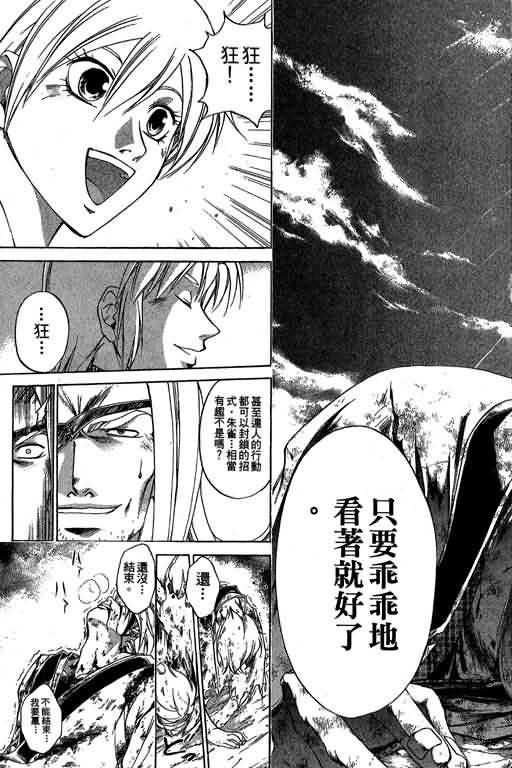 只要乖乖地
看著就好了
。
狂……
狂！
…
狂
…
甚至連人的行動
都可以封鎖的招
式．朱雀…相當
有趣不是嗎？
還…
還沒…
結束。
不能結束…
我要贏…